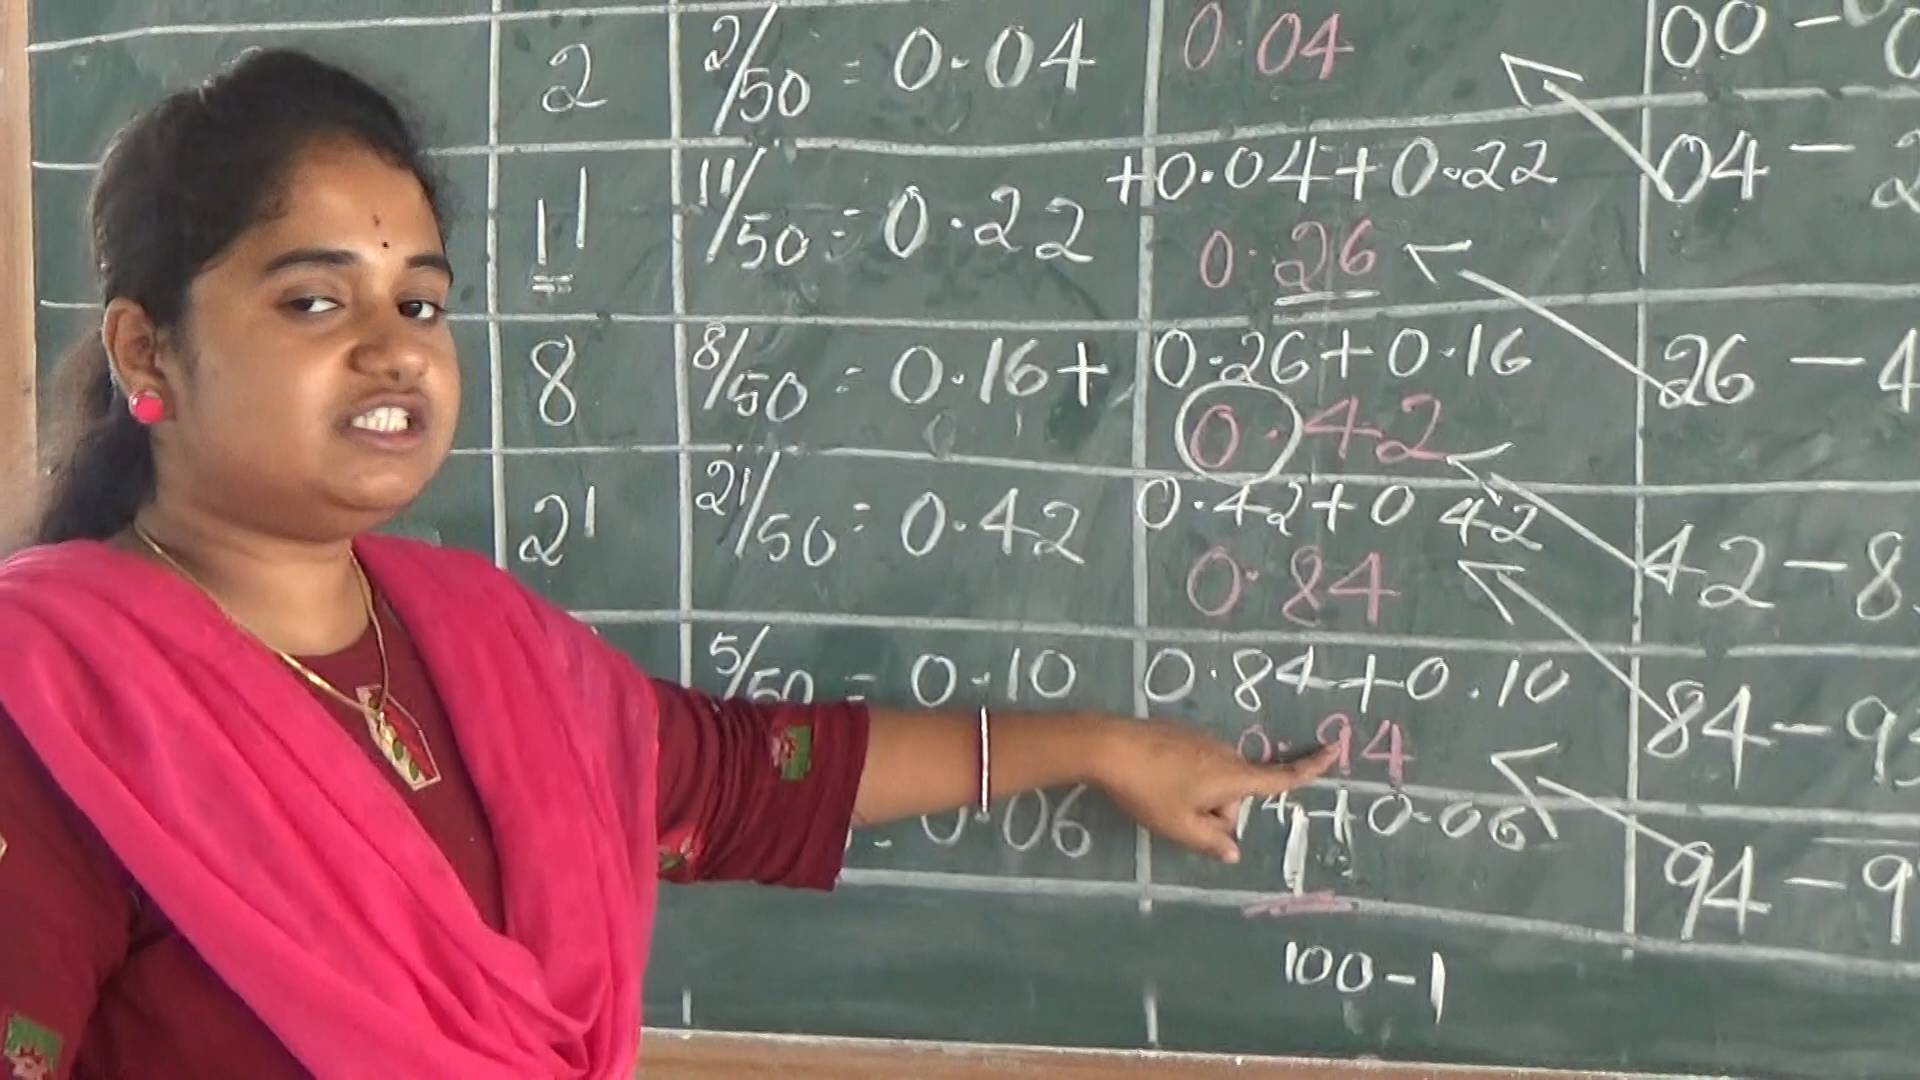 2 2/50 = 0.04 0.04 00 -
11 11/50 = 0.22 +0.04+0.22 04 -
0.26
8 8/50 = 0.16+ 0.26+0.16 26 - 4
0.42
21 21/50 = 0.42 0.42+0 42 42-8
0.84
5/50 = 0.10 0.84+0.10 84-9
0.94
0.06 +0.06 94-9
1
100-1